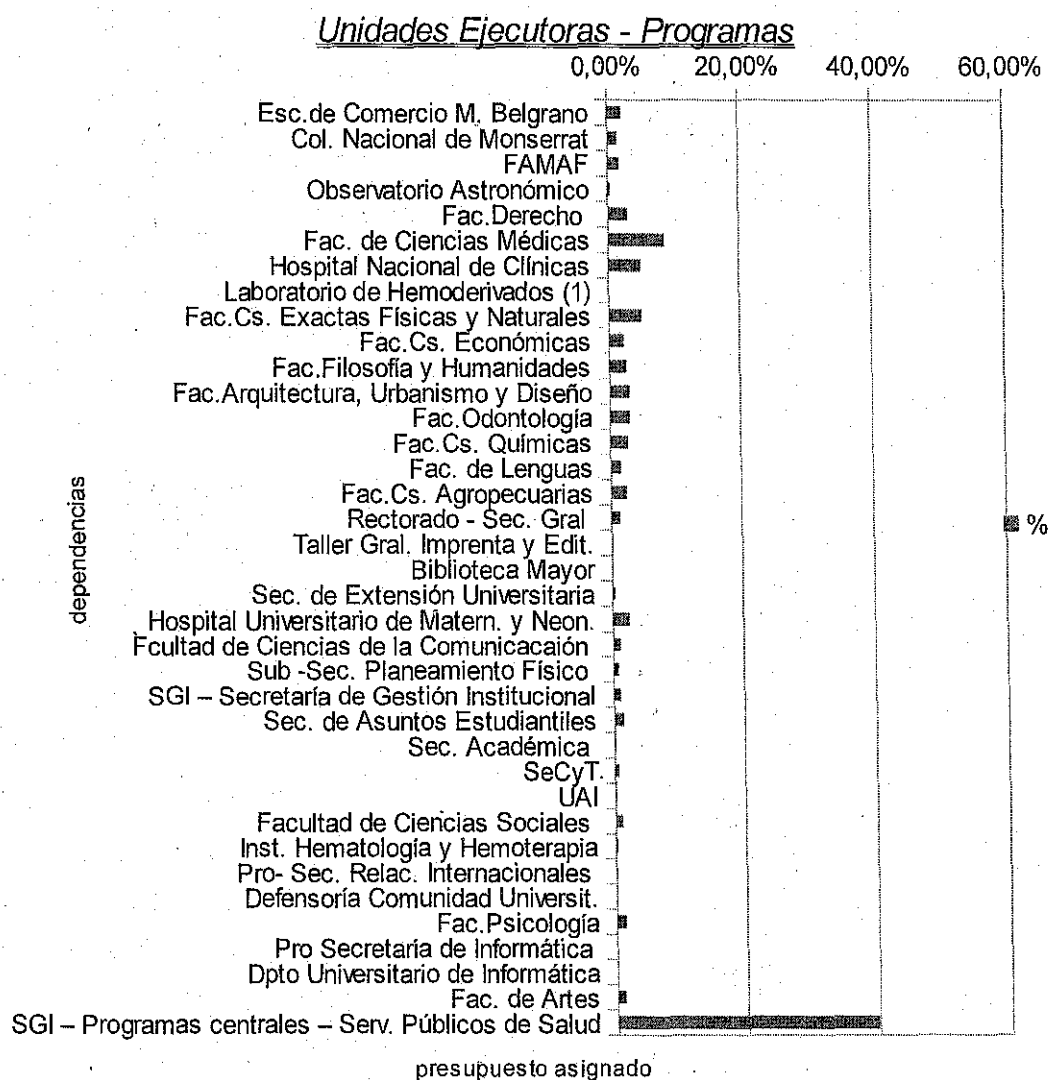 Unidades Ejecutoras - Programas
0,00% 20,00% 40,00% 60,00%
Esc.de Comercio M. Belgrano
Col. Nacional de Monserrat
FAMAF
Observatorio Astronómico
Fac.Derecho
Fac. de Ciencias Médicas
Hospital Nacional de Clínicas
Laboratorio de Hemoderivados (1)
Fac.Cs. Exactas Físicas y Naturales
Fac.Cs. Económicas
Fac.Filosofía y Humanidades
Fac.Arquitectura, Urbanismo y Diseño
Fac.Odontología
Fac.Cs. Químicas
Fac. de Lenguas
Fac.Cs. Agropecuarias
Rectorado - Sec. Gral
Taller Gral. Imprenta y Edit.
Biblioteca Mayor
Sec. de Extensión Universitaria
Hospital Universitario de Matern. y Neon.
Fcultad de Ciencias de la Comunicacaión
Sub -Sec. Planeamiento Físico
SGI – Secretaría de Gestión Institucional
Sec. de Asuntos Estudiantiles
Sec. Académica
SeCyT.
UAI
Facultad de Ciencias Sociales
Inst. Hematología y Hemoterapia
Pro- Sec. Relac. Internacionales
Defensoría Comunidad Universit.
Fac.Psicología
Pro Secretaría de Informática
Dpto Universitario de Informática
Fac. de Artes
SGI – Programas centrales – Serv. Públicos de Salud
dependencias
%
presupuesto asignado